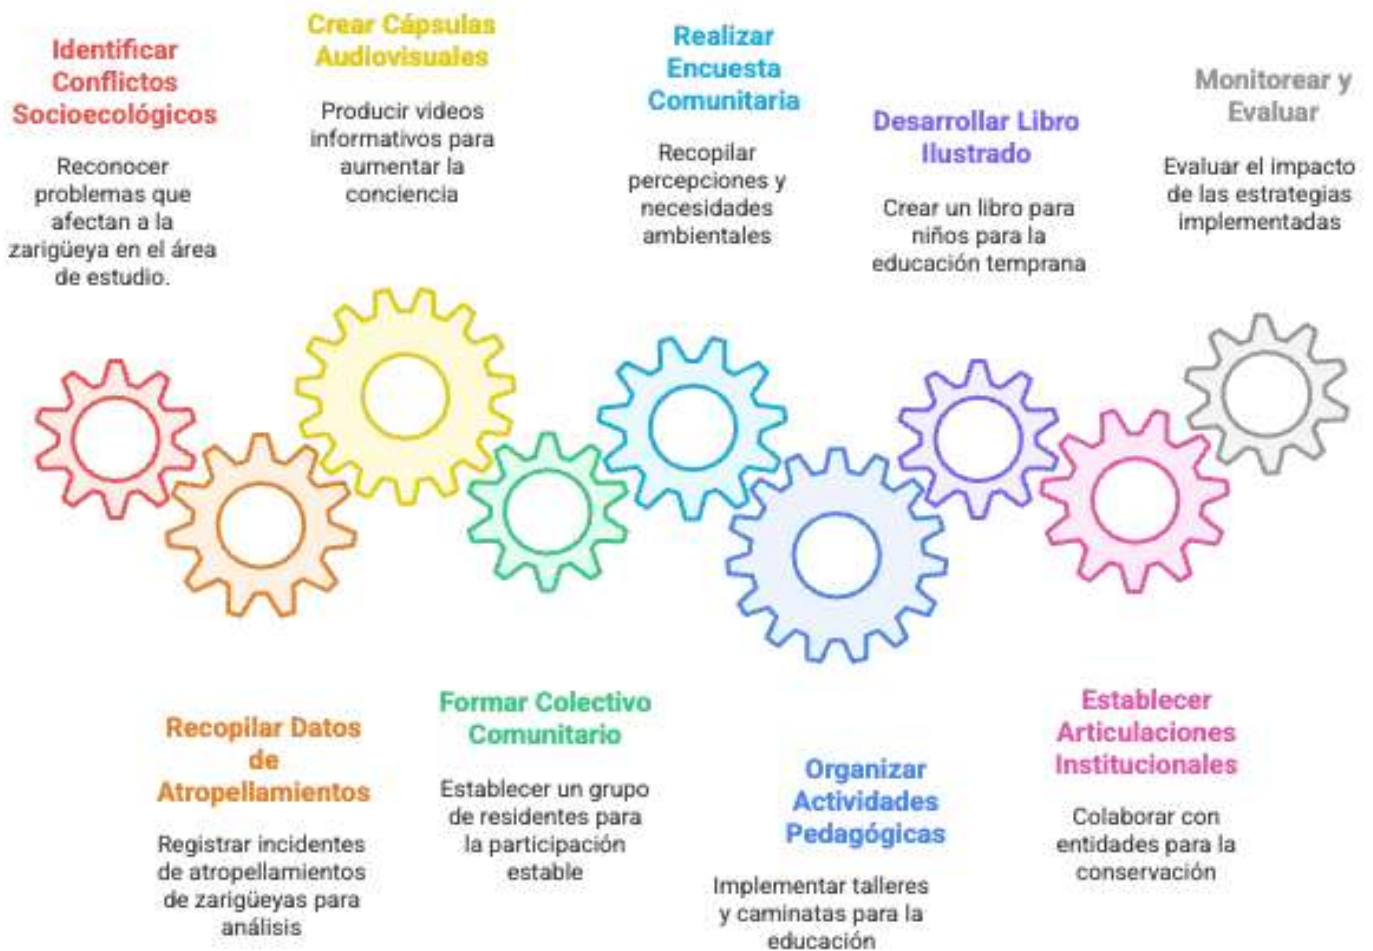 Identificar
Conflictos
Socioecológicos
Reconocer
problemas que
afectan a la
zarigüeya en el área
de estudio.
Crear Cápsulas
Audiovisuales
Producir videos
informativos para
aumentar la
conciencia
Realizar
Encuesta
Comunitaria
Recopilar
percepciones y
necesidades
ambientales
Desarrollar Libro
Ilustrado
Crear un libro para
niños para la
educación temprana
Monitorear y
Evaluar
Evaluar el impacto
de las estrategias
implementadas
Recopilar Datos
de
Atropellamientos
Registrar incidentes
de atropellamientos
de zarigüeyas para
análisis
Formar Colectivo
Comunitario
Establecer un grupo
de residentes para
la participación
estable
Organizar
Actividades
Pedagógicas
Implementar talleres
y caminatas para la
educación
Establecer
Articulaciones
Institucionales
Colaborar con
entidades para la
conservación